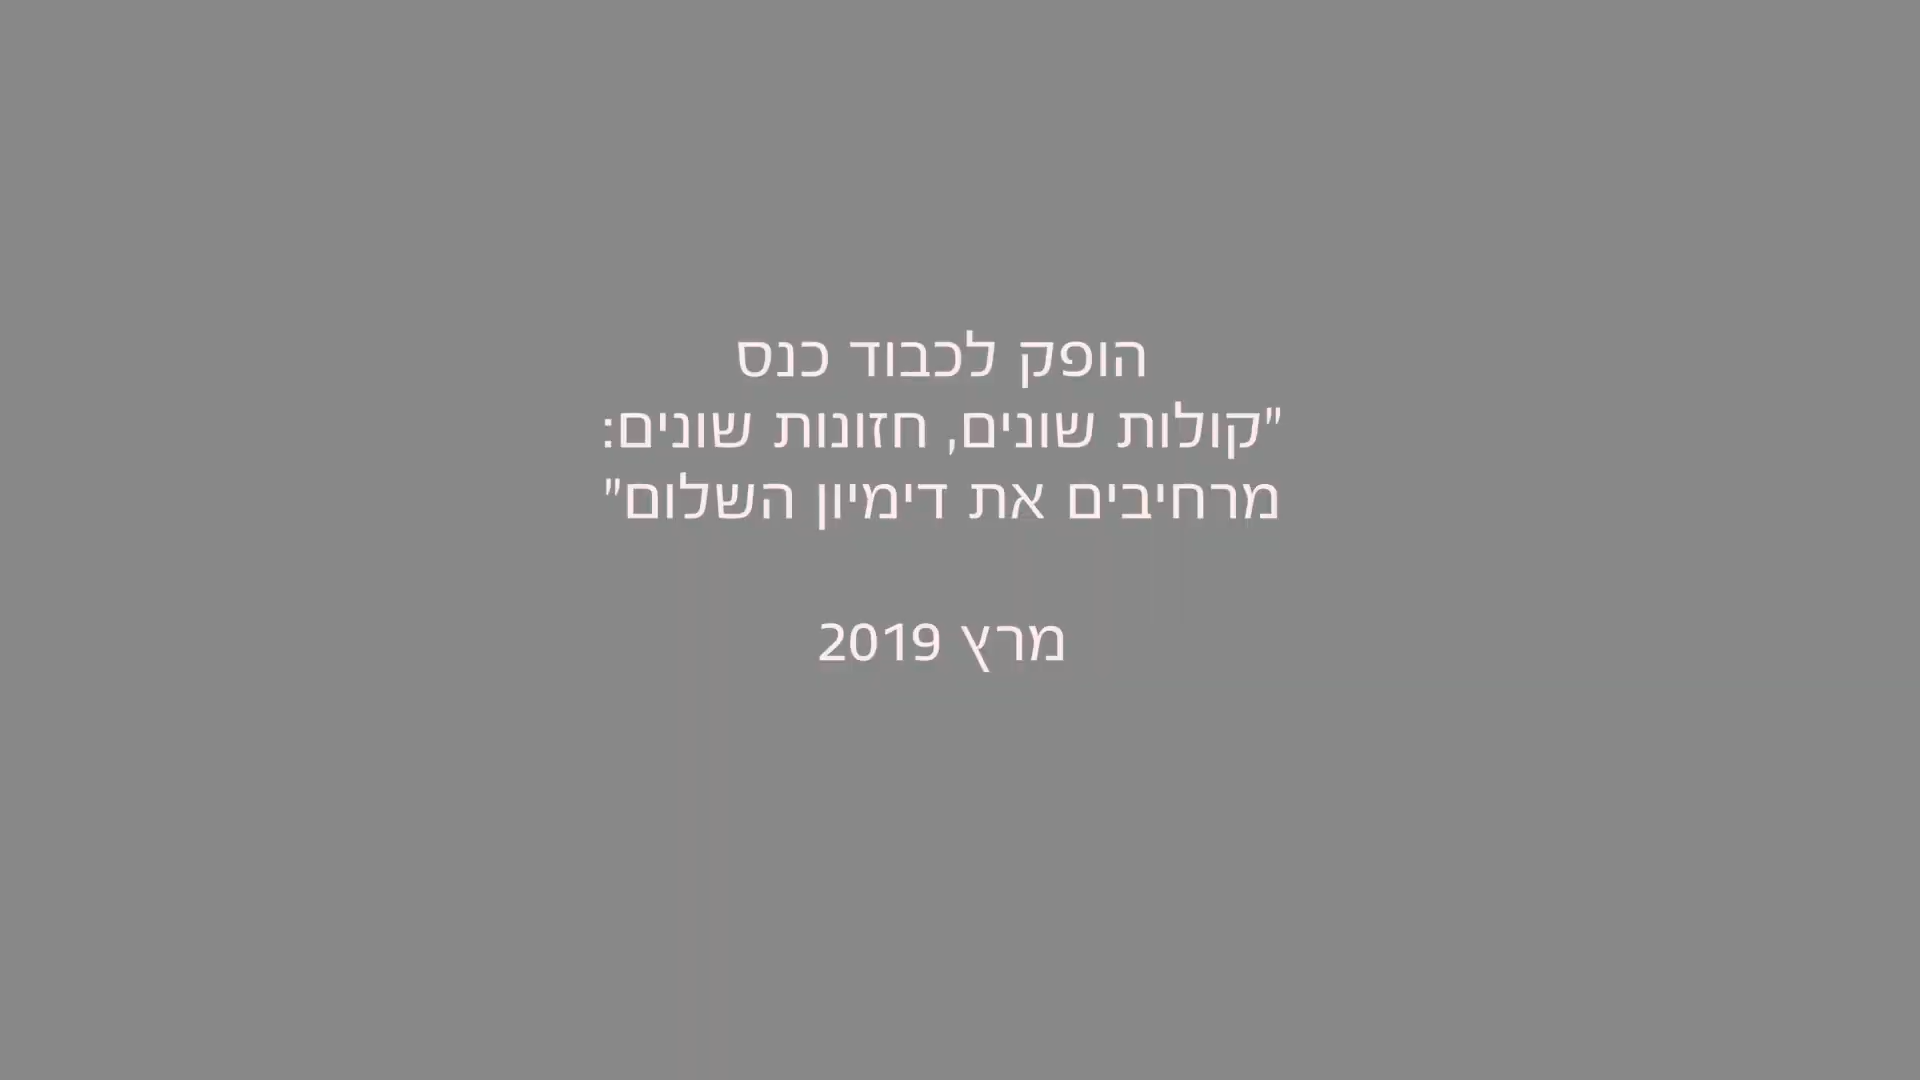 הופק לכבוד כנס
"קולות שונים, חזונות שונים:
מרחיבים את דימיון השלום"
מרץ 2019